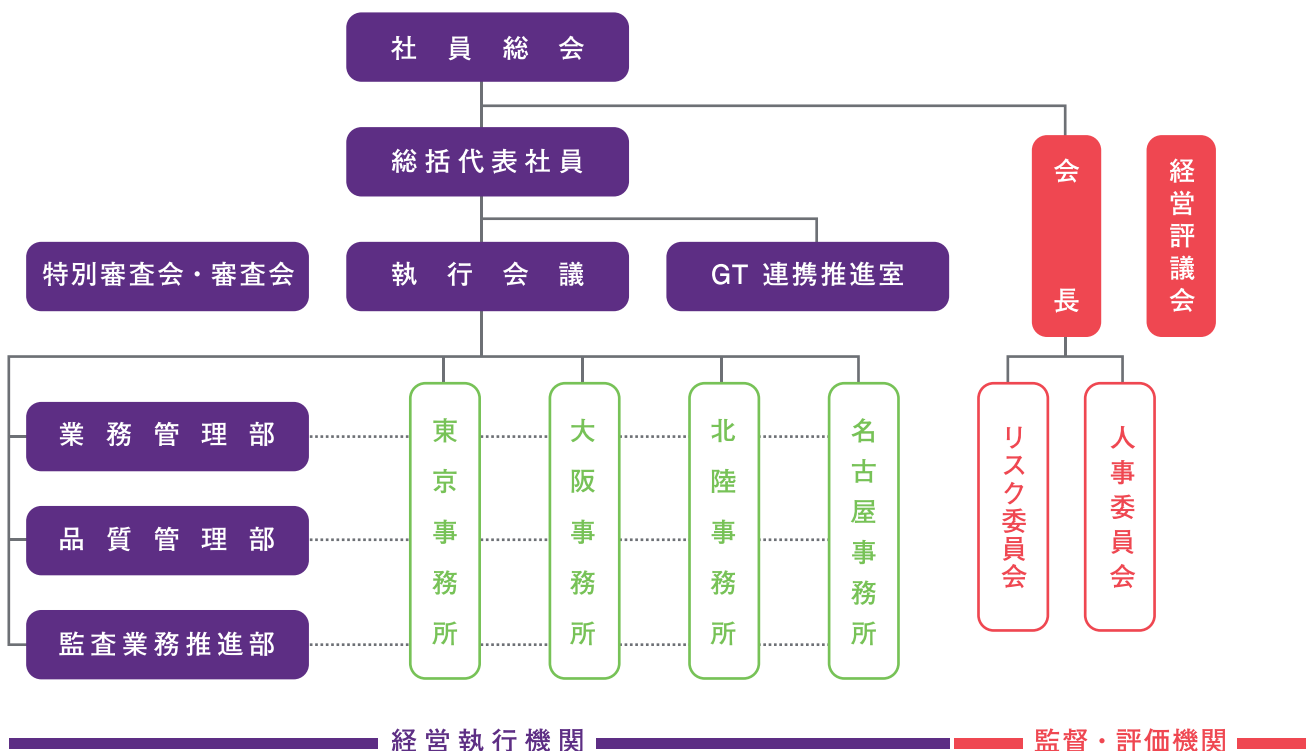 社員総会
総括代表社員
会長
経営評議会
特別審査会・審査会
執行会議
GT 連携推進室
業務管理部
品質管理部
監査業務推進部
東京事務所
大阪事務所
北陸事務所
名古屋事務所
リスク委員会
人事委員会
経営執行機関
監督・評価機関